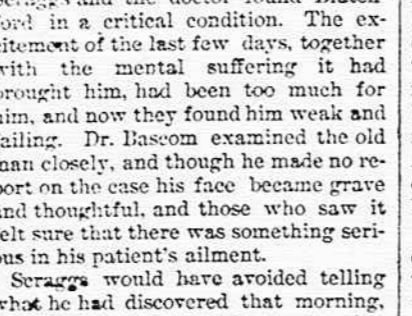 and the doctor found
ford in a critical condition. The ex-
citement of the last few days, together
with the mental suffering it had
brought him, had been too much for
him, and now they found him weak and
failing. Dr. Bascom examined the old
man closely, and though he made no re-
port on the case his face became grave
and thoughtful, and those who saw it
felt sure that there was something seri-
ous in his patient's ailment.
Scraggs would have avoided telling
what he had discovered that morning,